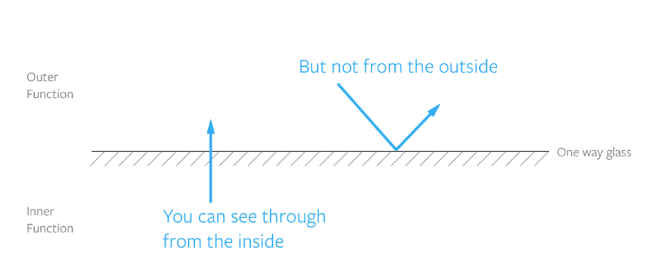 But not from the outside
Outer
Function
One way glass
Inner
Function
You can see through
from the inside